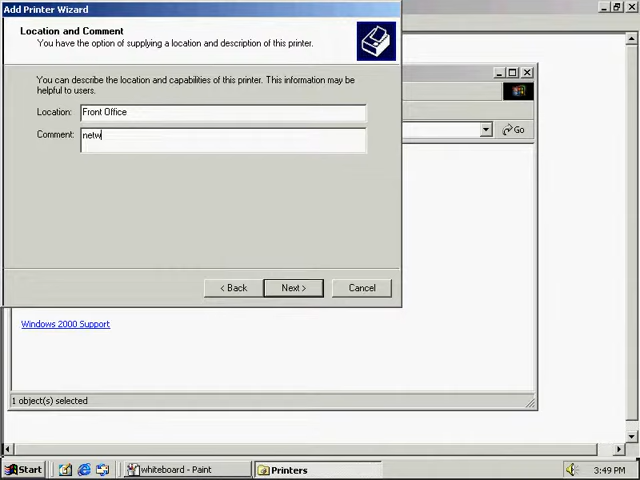 Add Printer Wizard
Location and Comment
You have the option of supplying a location and description of this printer.
You can describe the location and capabilities of this printer. This information may be
helpful to users.
Location: Front Office
Comment: netw
< Back Next > Cancel
Go
Windows 2000 Support
1 object(s) selected
Start whiteboard - Paint Printers 3:49 PM